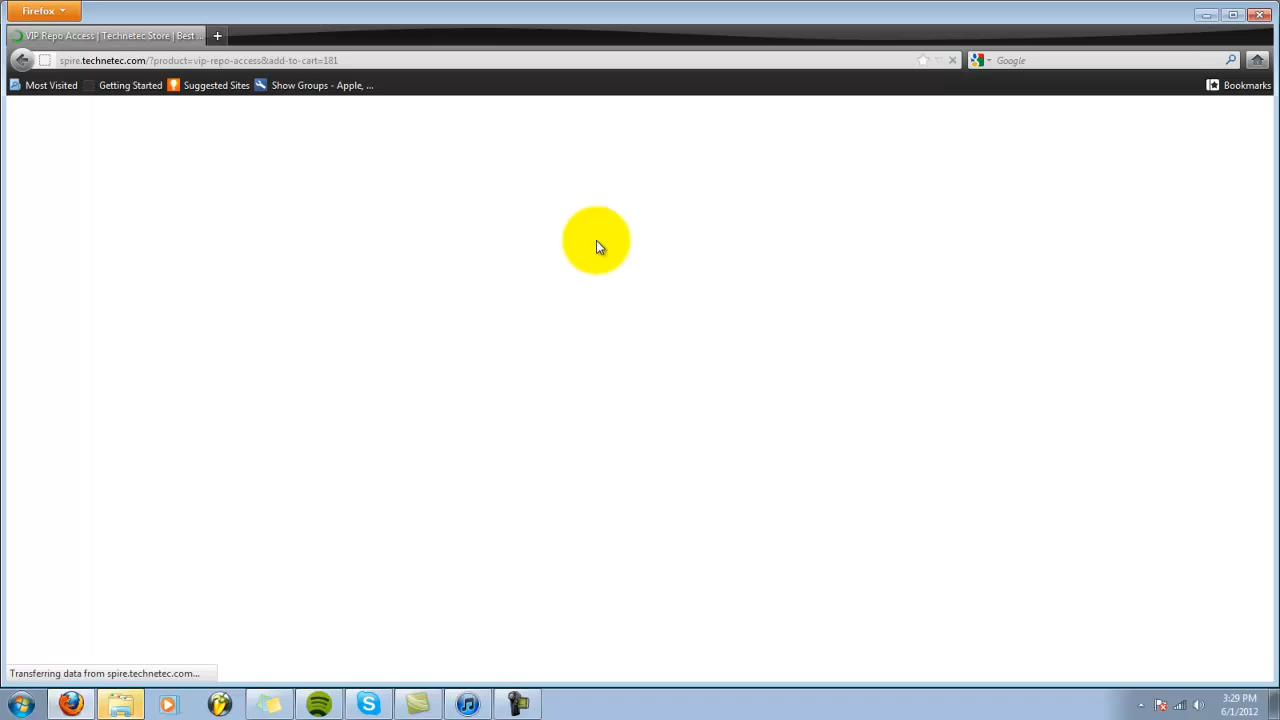 Firefox
VIP Repo Access | Technetec Store | Best ...
spire.technetec.com/?product=vip-repo-access&add-to-cart=181
Google
Most Visited
Getting Started
Suggested Sites
Show Groups - Apple, ...
Bookmarks
Transferring data from spire.technetec.com...
3:29 PM
6/1/2012